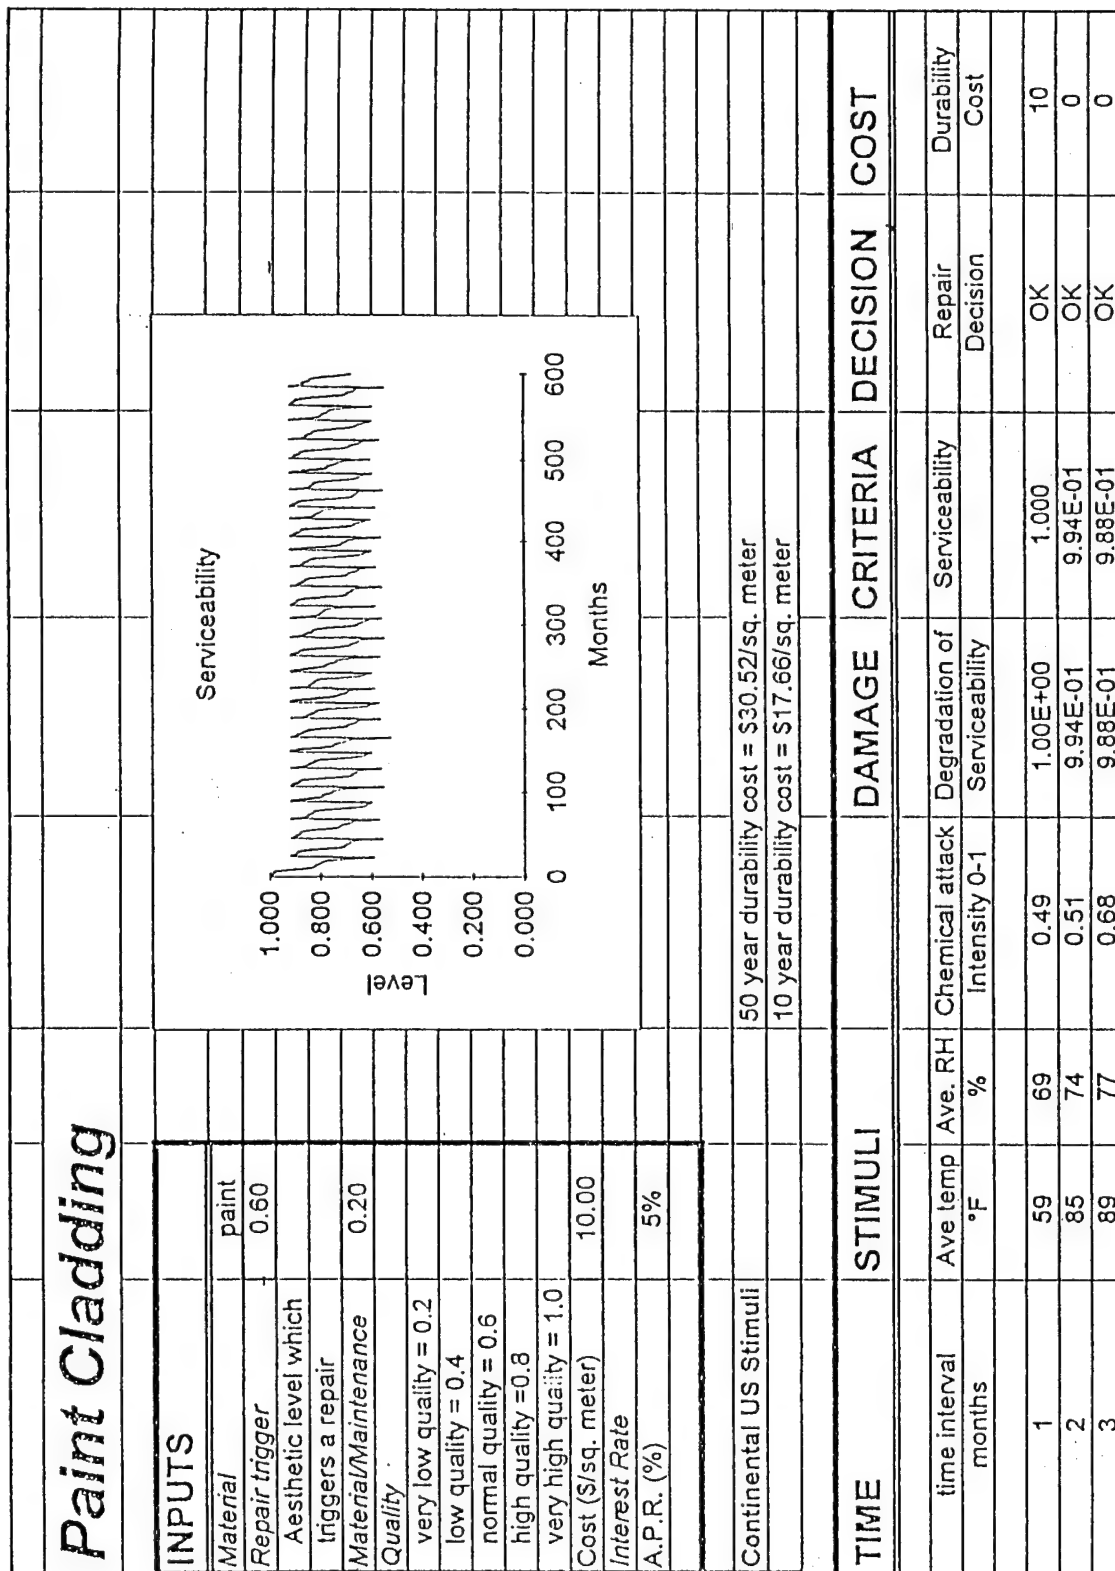 Paint Cladding
INPUTS
Material paint
Repair trigger 0.60
Aesthetic level which
triggers a repair
Material/Maintenance 0.20
Quality
very low quality = 0.2
low quality = 0.4
normal quality = 0.6
high quality =0.8
very high quality = 1.0
Cost ($/sq. meter) 10.00
Interest Rate
A.P.R. (%) 5%
Serviceability
Level
1.000
0.800
0.600
0.400
0.200
0.000
0 100 200 300 400 500 600
Months
Continental US Stimuli
50 year durability cost = $30.52/sq. meter
10 year durability cost = $17.66/sq. meter
TIME STIMULI DAMAGE CRITERIA DECISION COST
time interval Ave temp Ave. RH Chemical attack Degradation of Serviceability Repair Durability
months °F % Intensity 0-1 Serviceability Decision Cost
1 59 69 0.49 1.00E+00 1.000 OK 10
2 85 74 0.51 9.94E-01 9.94E-01 OK 0
3 89 77 0.68 9.88E-01 9.88E-01 OK 0